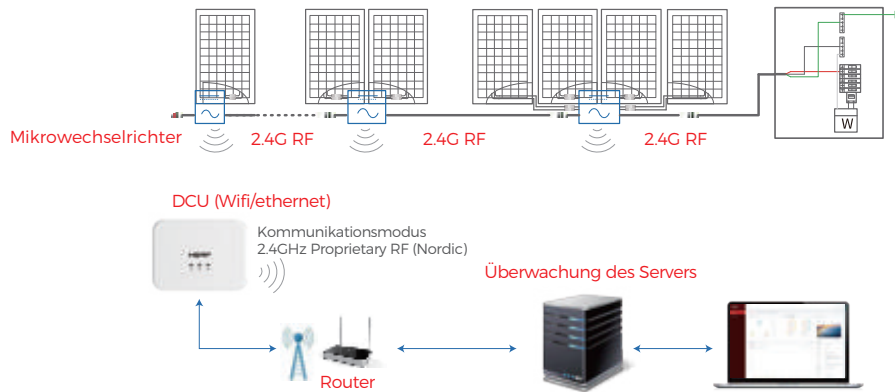 W
Mikrowechselrichter
2.4G RF
2.4G RF
2.4G RF
DCU (Wifi/ethernet)
Kommunikationsmodus
2.4GHz Proprietary RF (Nordic)
Überwachung des Servers
Router